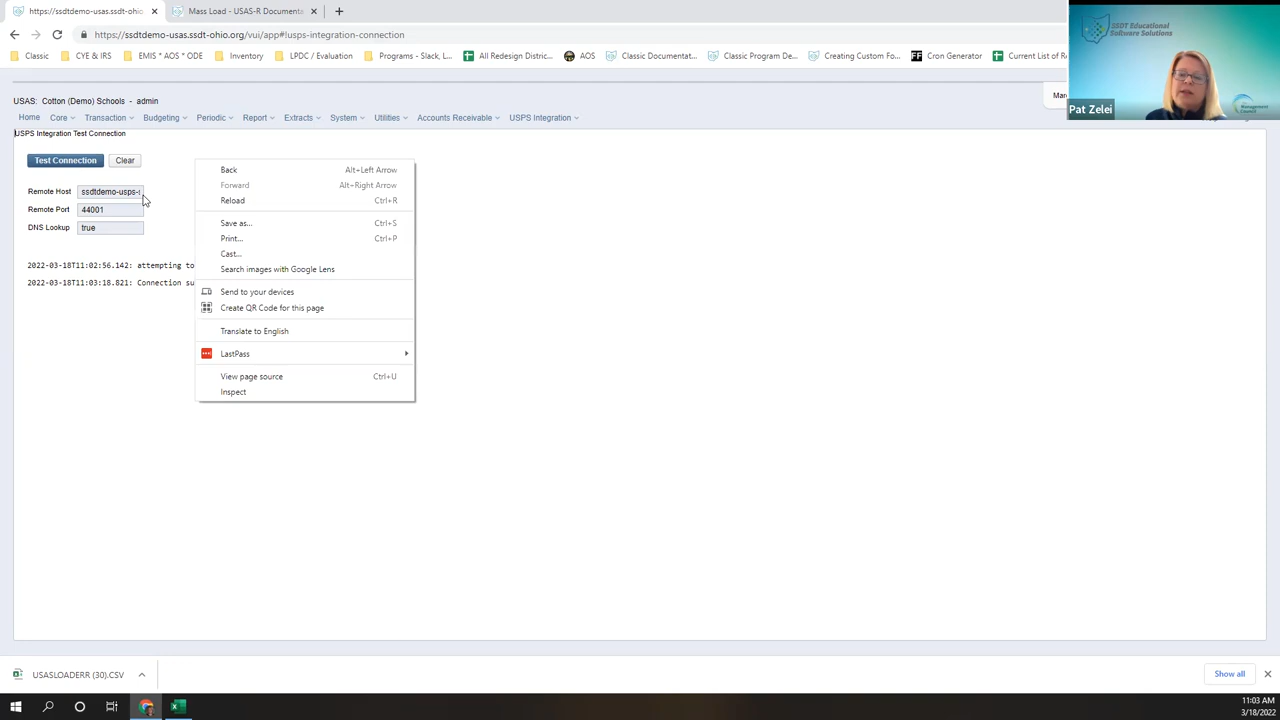 https://ssdtdemo-usas.ssdt-ohio
Mass Load - USAS-R Documenta
https://ssdtdemo-usas.ssdt-ohio.org/vui/app#!usps-integration-connection
Classic
CYE & IRS
EMIS * AOS * ODE
Inventory
Programs - Slack, L...
LPDC / Evaluation
All Redesign Distric...
AOS
Classic Documentat...
Classic Program De...
Creating Custom Fo...
Cron Generator
Current List of R
SSDT Educational
Software Solutions
Management
Council
Pat Zelei
USAS: Cotton (Demo) Schools - admin
Mar
Home
Core
Transaction
Budgeting
Periodic
Report
Extracts
System
Utilities
Accounts Receivable
USPS Integration
USPS Integration Test Connection
Test Connection
Clear
Remote Host
ssdtdemo-usps-
Remote Port
44001
DNS Lookup
true
2022-03-18T11:02:56.142: attempting to
2022-03-18T11:03:18.821: Connection su
Back
Alt+Left Arrow
Forward
Alt+Right Arrow
Reload
Ctrl+R
Save as...
Ctrl+S
Print...
Ctrl+P
Cast...
Search images with Google Lens
Send to your devices
Create QR Code for this page
Translate to English
LastPass
View page source
Ctrl+U
Inspect
USASLOADERR (30).CSV
Show all
11:03 AM
3/18/2022